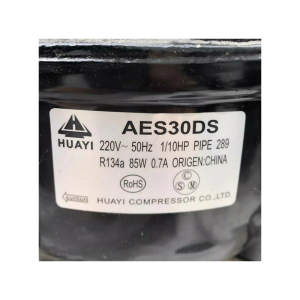 AES30DS
HUAYI
220V~ 50Hz 1/10HP PIPE 289
R134a 85W 0.7A ORIGEN:CHINA
RoHS
C
S M
HUAYI COMPRESSOR CO.,LTD.